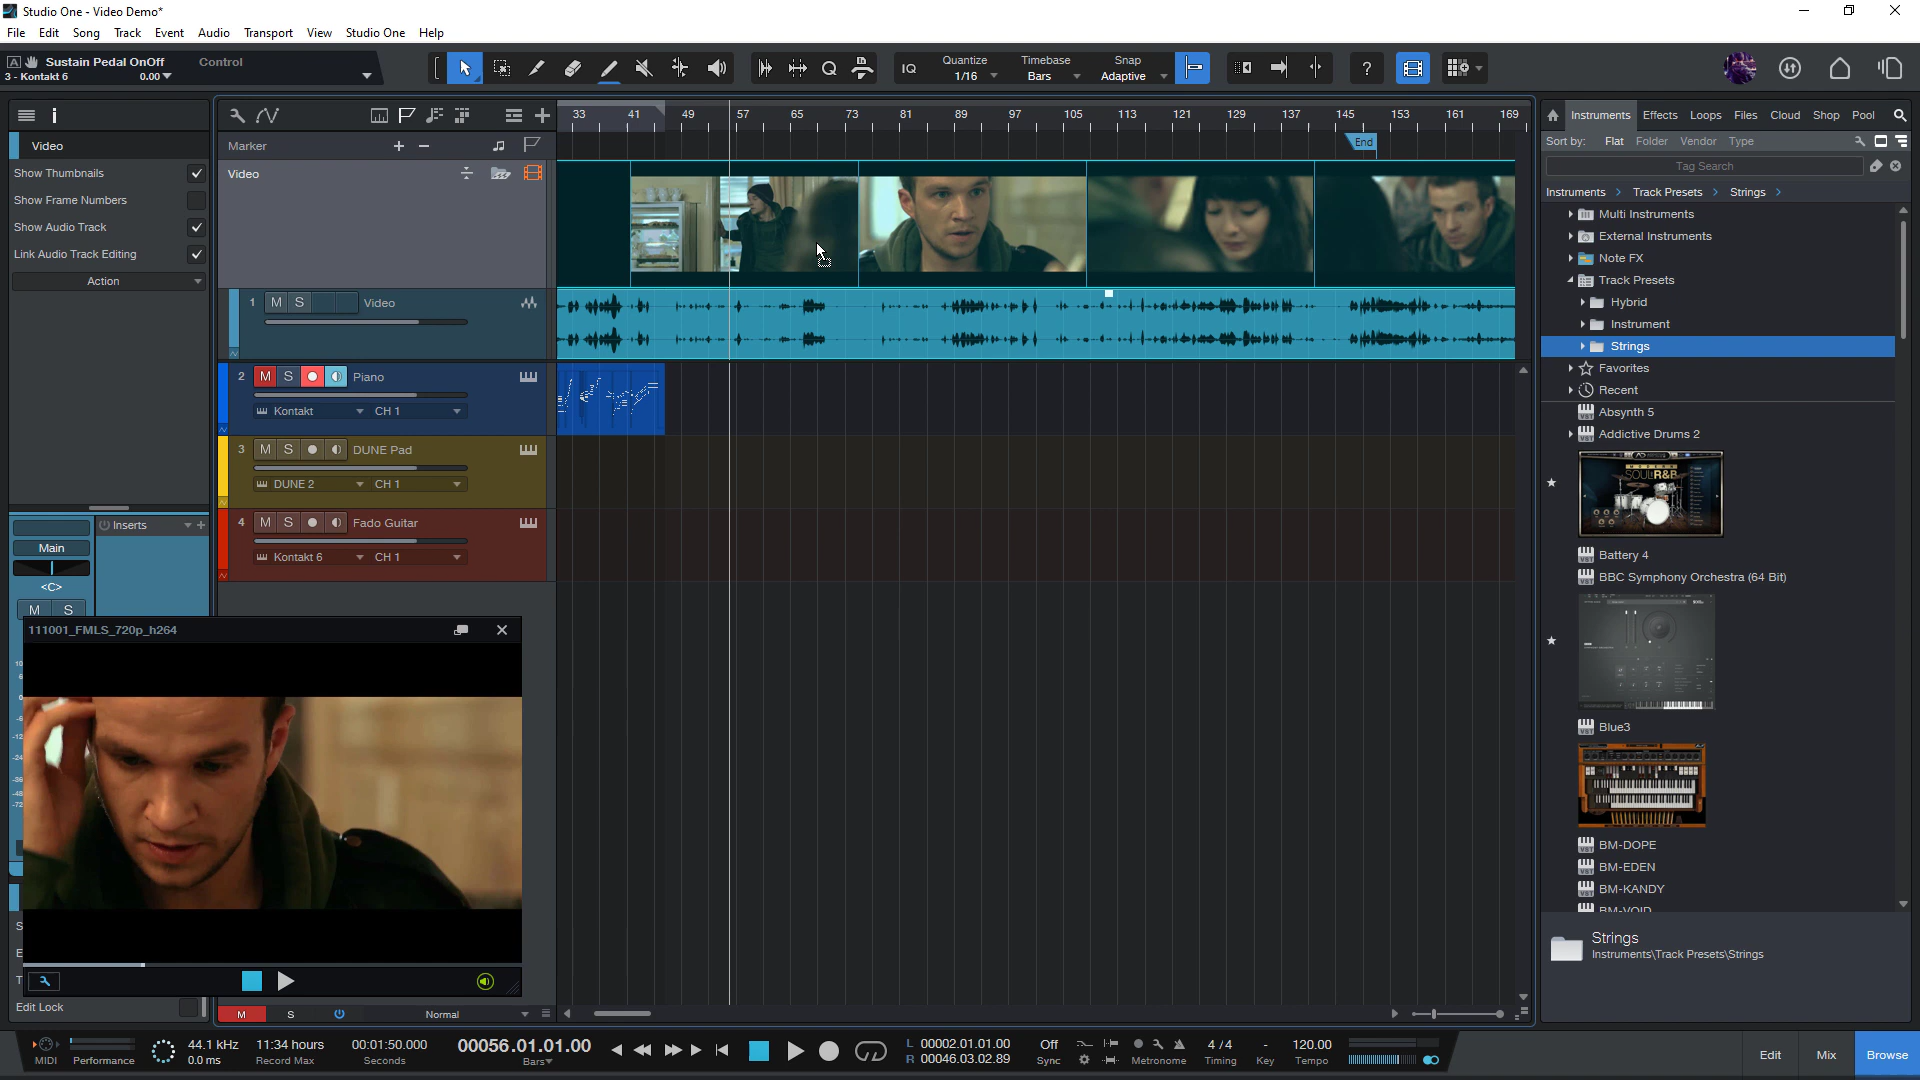 Studio One - Video Demo*
File Edit Song Track Event Audio Transport View Studio One Help
Sustain Pedal OnOff Control
3 - Kontakt 6 0.00
IQ
Quantize Timebase Snap
1/16 Bars Adaptive
?
Video
Show Thumbnails
Show Frame Numbers
Show Audio Track
Link Audio Track Editing
Action
Inserts
Main
<C>
M S
Marker
Video
33 41 49 57 65 73 81 89 97 105 113 121 129 137 145 153 161 169
End
1 M S Video
2 M S Piano
Kontakt CH 1
3 M S DUNE Pad
DUNE 2 CH 1
4 M S Fado Guitar
Kontakt 6 CH 1
111001_FMLS_720p_h264
Edit Lock
M S Normal
Instruments Effects Loops Files Cloud Shop Pool
Sort by: Flat Folder Vendor Type
Tag Search
Instruments Track Presets Strings
Multi Instruments
External Instruments
Note FX
Track Presets
Hybrid
Instrument
Strings
Favorites
Recent
Absynth 5
Addictive Drums 2
SOUL R&B
Battery 4
BBC Symphony Orchestra (64 Bit)
Blue3
BM-DOPE
BM-EDEN
BM-KANDY
BM-VOID
Strings
Instruments\Track Presets\Strings
MIDI Performance
44.1 kHz
0.0 ms
11:34 hours
Record Max
00:01:50.000
Seconds
00056.01.01.00
Bars
L 00002.01.01.00
R 00046.03.02.89
Off
Sync
Metronome
4 / 4
Timing
-
Key
120.00
Tempo
Edit Mix Browse